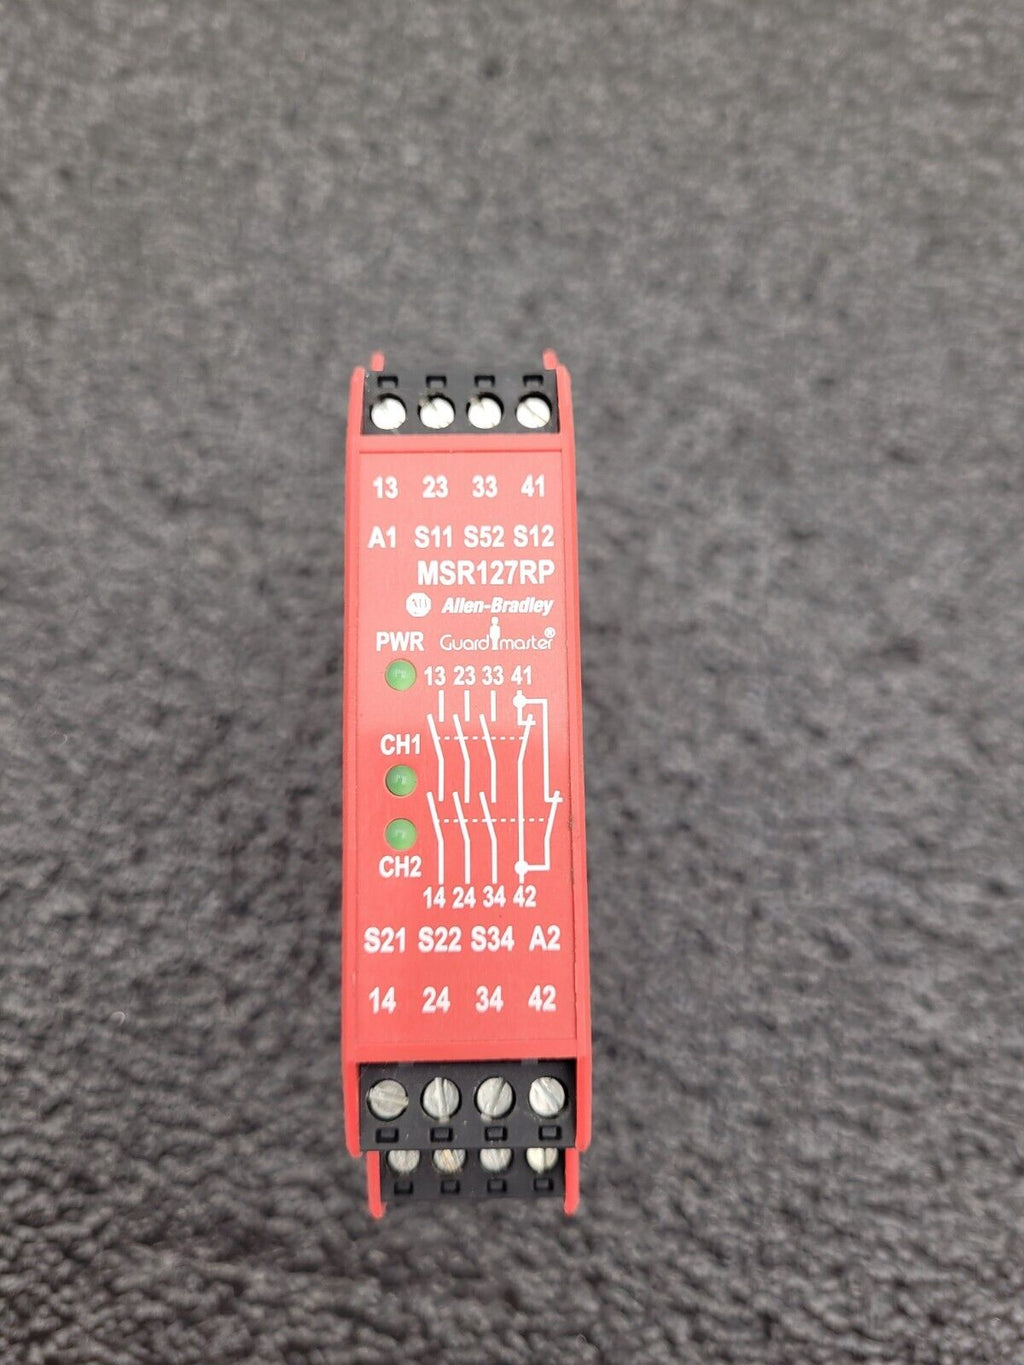 13 23 33 41
A1 S11 S52 S12
MSR127RP
AB Allen-Bradley
PWR Guardmaster®
13 23 33 41
CH1
CH2
14 24 34 42
S21 S22 S34 A2
14 24 34 42